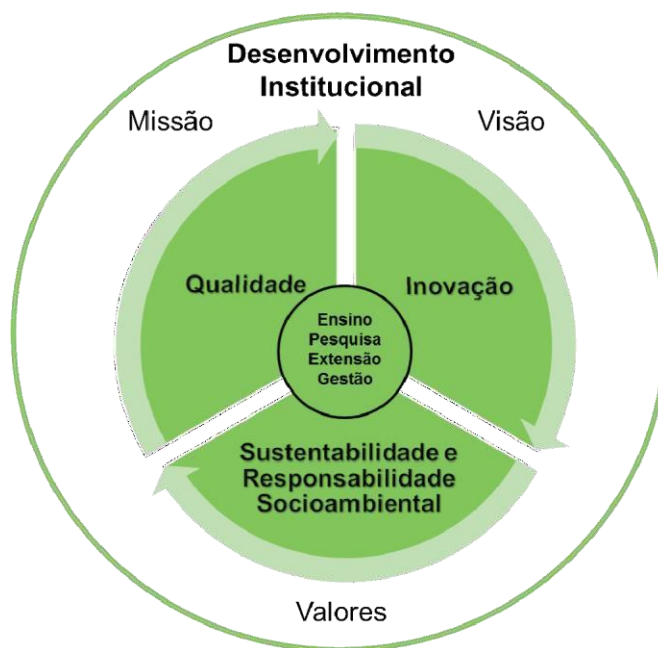 Desenvolvimento
Institucional
Missão
Visão
Qualidade
Inovação
Ensino
Pesquisa
Extensão
Gestão
Sustentabilidade e
Responsabilidade
Socioambiental
Valores